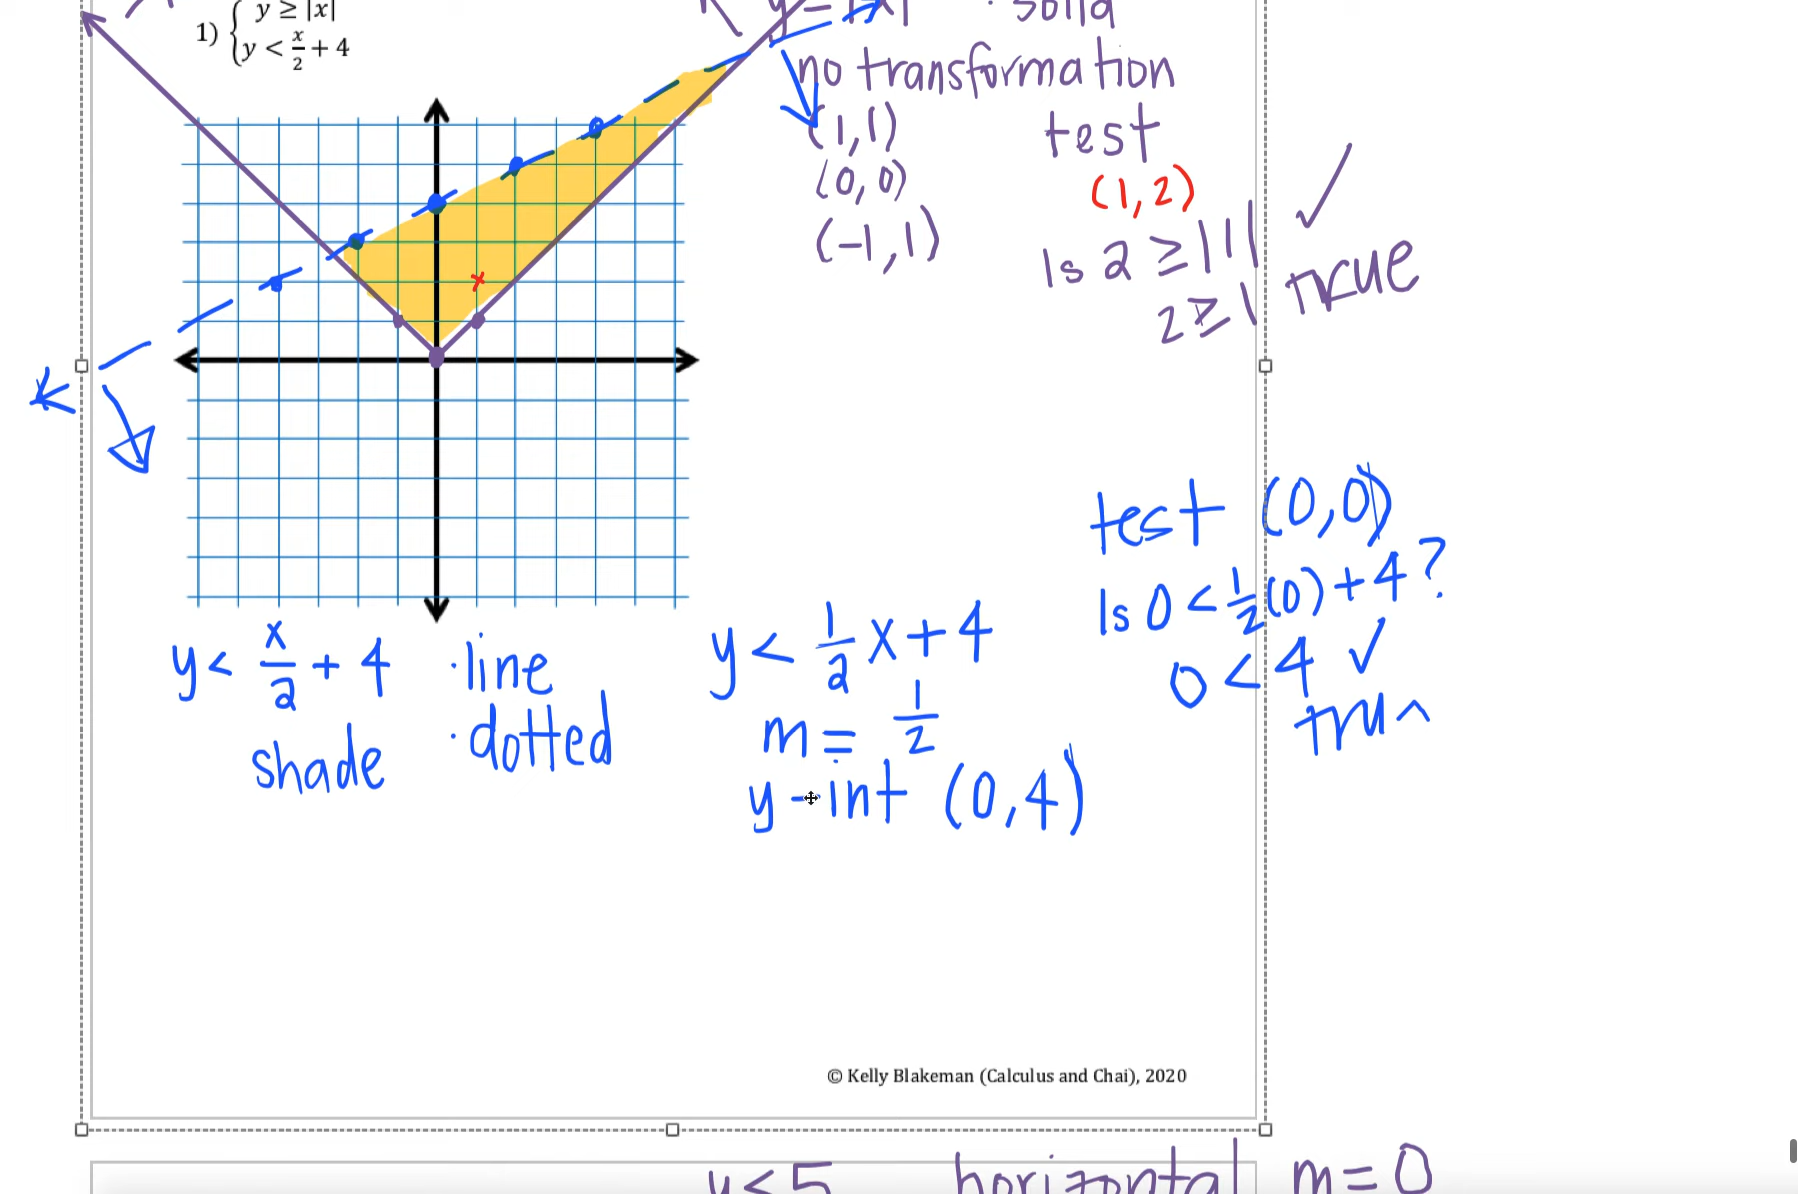 1) { y ≥ |x|
y < x/2 + 4
y = |x| · solid
no transformation
(1,1)
(0,0)
(-1,1)
test
(1,2) ✓
Is 2 ≥ |1|
2 ≥ 1 true
test (0,0)
Is 0 < 1/2(0) + 4?
0 < 4 ✓
tru
y < x/2 + 4 · line
shade · dotted
y < 1/2 x + 4
m = 1/2
y-int (0,4)
© Kelly Blakeman (Calculus and Chai), 2020
y < 5 horizontal m = 0